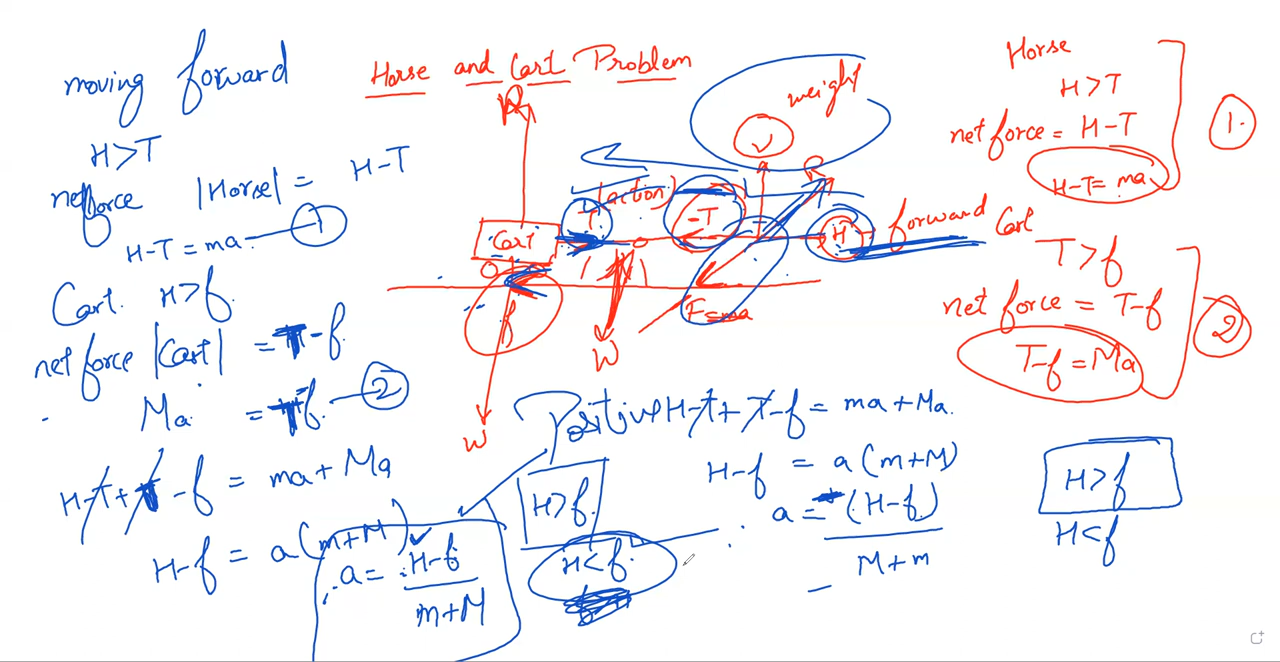 Horse and Cart Problem
moving forward
H>T
net force |Horse| = H-T
H-T = ma — 1
Cart H>f
net force |Cart| = T-f
Ma = T-f — 2
H-T+T-f = ma+Ma
H-f = a(m+M)
a = H-f
m+M
R
weight
V
R
(action)
T
-T
H
forward
Cart
f
W
W
F=ma
Positive
H>f
H<f
H-T+T-f = ma+Ma
H-f = a(m+M)
a = (H-f)
M+m
Horse
H>T
net force = H-T
H-T = ma
1.
Cart
T>f
net force = T-f
T-f = Ma
2
H>f
H<f